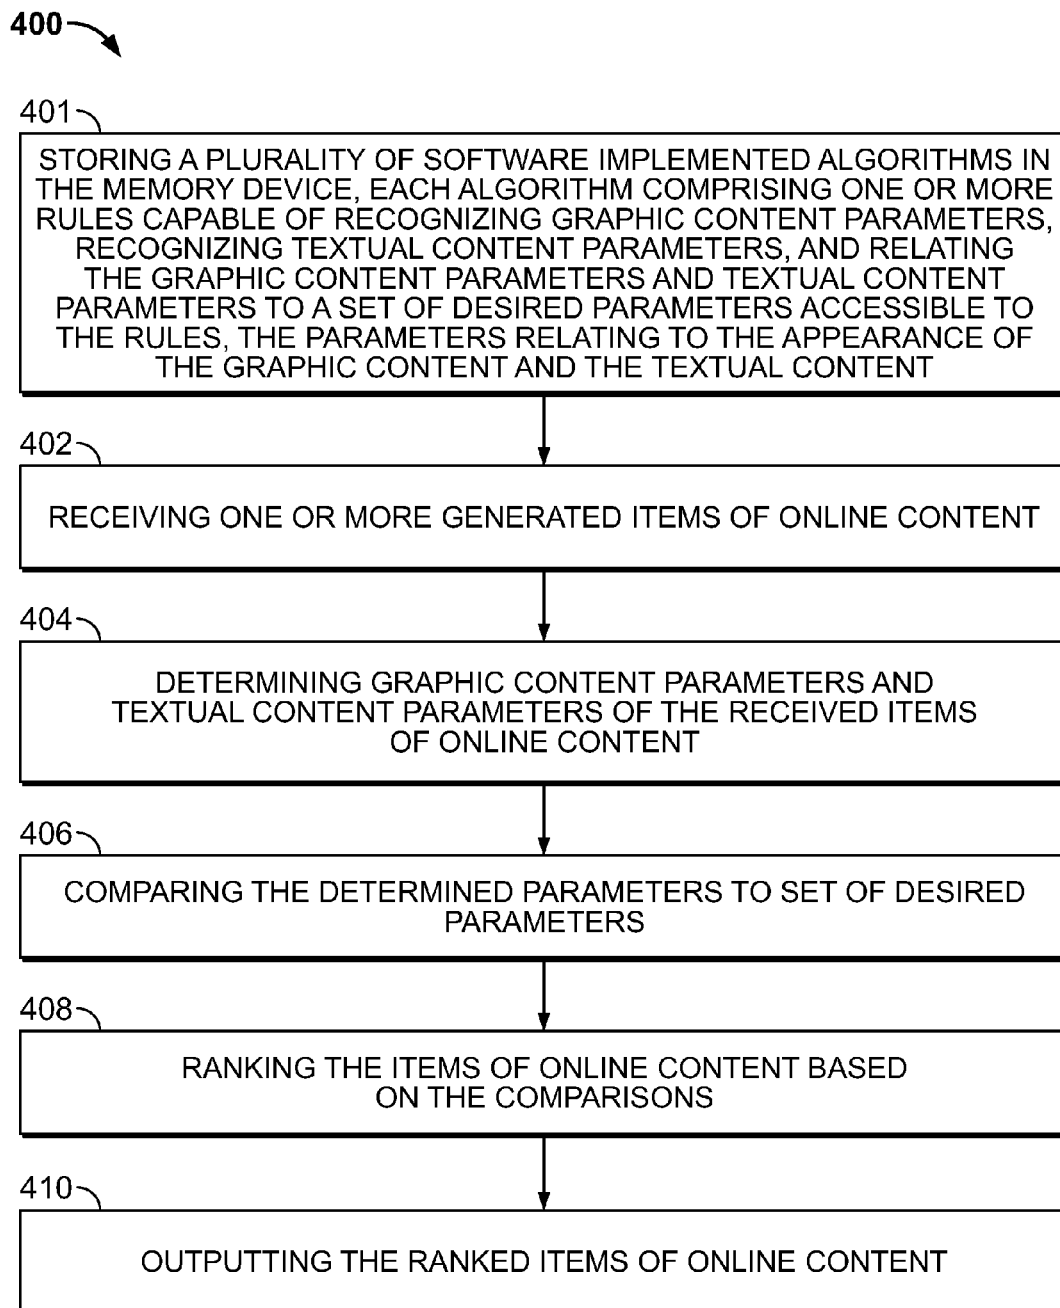 400
401
STORING A PLURALITY OF SOFTWARE IMPLEMENTED ALGORITHMS IN
THE MEMORY DEVICE, EACH ALGORITHM COMPRISING ONE OR MORE
RULES CAPABLE OF RECOGNIZING GRAPHIC CONTENT PARAMETERS,
RECOGNIZING TEXTUAL CONTENT PARAMETERS, AND RELATING
THE GRAPHIC CONTENT PARAMETERS AND TEXTUAL CONTENT
PARAMETERS TO A SET OF DESIRED PARAMETERS ACCESSIBLE TO
THE RULES, THE PARAMETERS RELATING TO THE APPEARANCE OF
THE GRAPHIC CONTENT AND THE TEXTUAL CONTENT
402
RECEIVING ONE OR MORE GENERATED ITEMS OF ONLINE CONTENT
404
DETERMINING GRAPHIC CONTENT PARAMETERS AND
TEXTUAL CONTENT PARAMETERS OF THE RECEIVED ITEMS
OF ONLINE CONTENT
406
COMPARING THE DETERMINED PARAMETERS TO SET OF DESIRED
PARAMETERS
408
RANKING THE ITEMS OF ONLINE CONTENT BASED
ON THE COMPARISONS
410
OUTPUTTING THE RANKED ITEMS OF ONLINE CONTENT